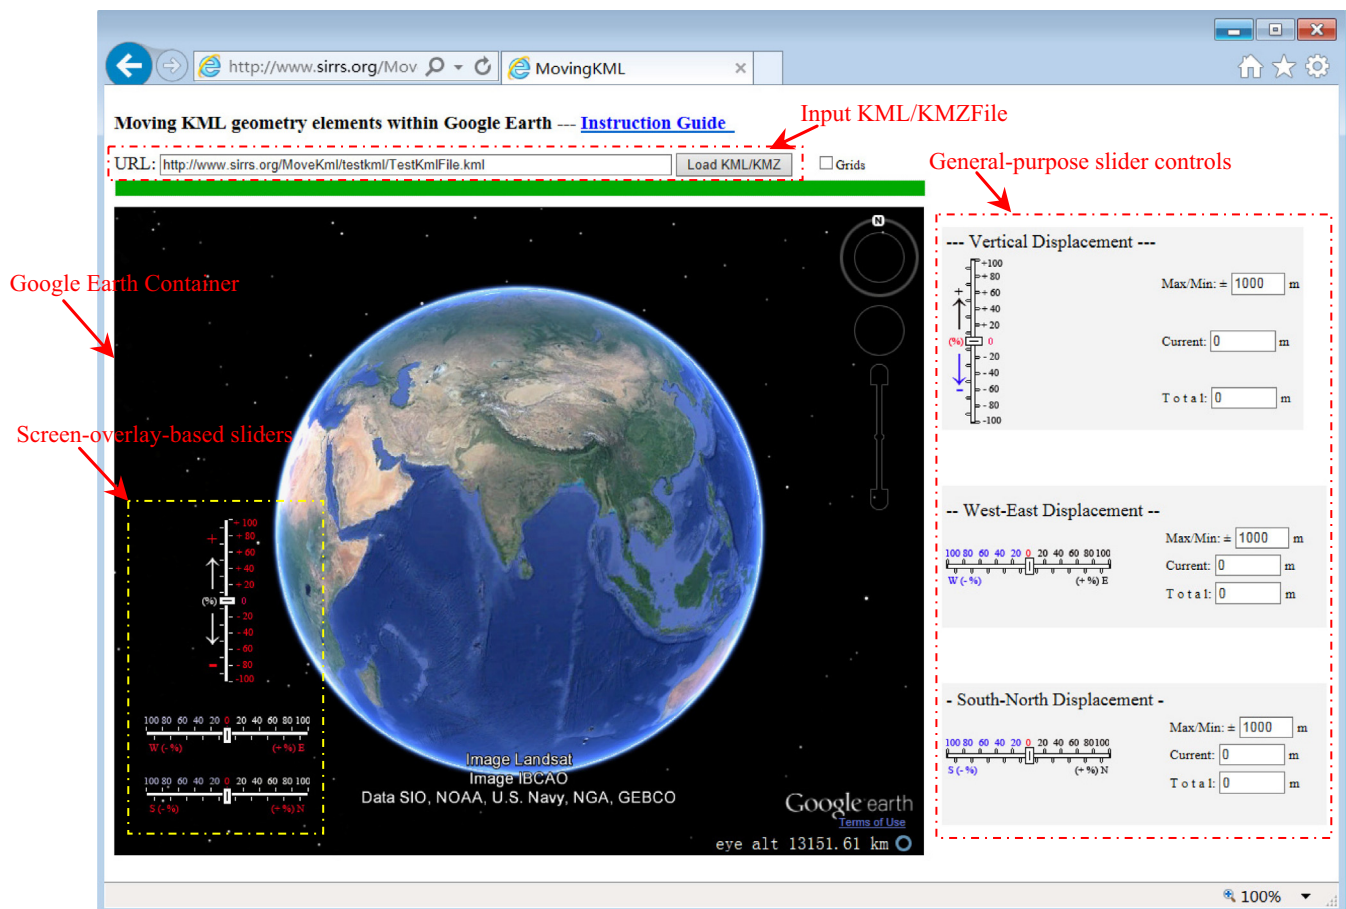 http://www.sirrs.org/Mov
MovingKML
Moving KML geometry elements within Google Earth --- Instruction Guide
Input KML/KMZFile
URL: http://www.sirrs.org/MoveKml/testkml/TestKmlFile.kml Load KML/KMZ Grids
General-purpose slider controls
Google Earth Container
Screen-overlay-based sliders
N
+ 100
+ 80
+ 60
+ 40
+ 20
(%) 0
- 20
- 40
- 60
- 80
-100
+
-
100 80 60 40 20 0 20 40 60 80 100
W (- %) (+ %) E
100 80 60 40 20 0 20 40 60 80 100
S (- %) (+ %) N
Image Landsat
Image IBCAO
Data SIO, NOAA, U.S. Navy, NGA, GEBCO
Google earth
Terms of Use
eye alt 13151.61 km
--- Vertical Displacement ---
+100
+ 80
+ 60
+ 40
+ 20
(%) 0
- 20
- 40
- 60
- 80
-100
+
-
Max/Min: ± 1000 m
Current: 0 m
T o t a l: 0 m
-- West-East Displacement --
100 80 60 40 20 0 20 40 60 80 100
W (- %) (+ %) E
Max/Min: ± 1000 m
Current: 0 m
T o t a l: 0 m
- South-North Displacement -
100 80 60 40 20 0 20 40 60 80 100
S (- %) (+ %) N
Max/Min: ± 1000 m
Current: 0 m
T o t a l: 0 m
100%